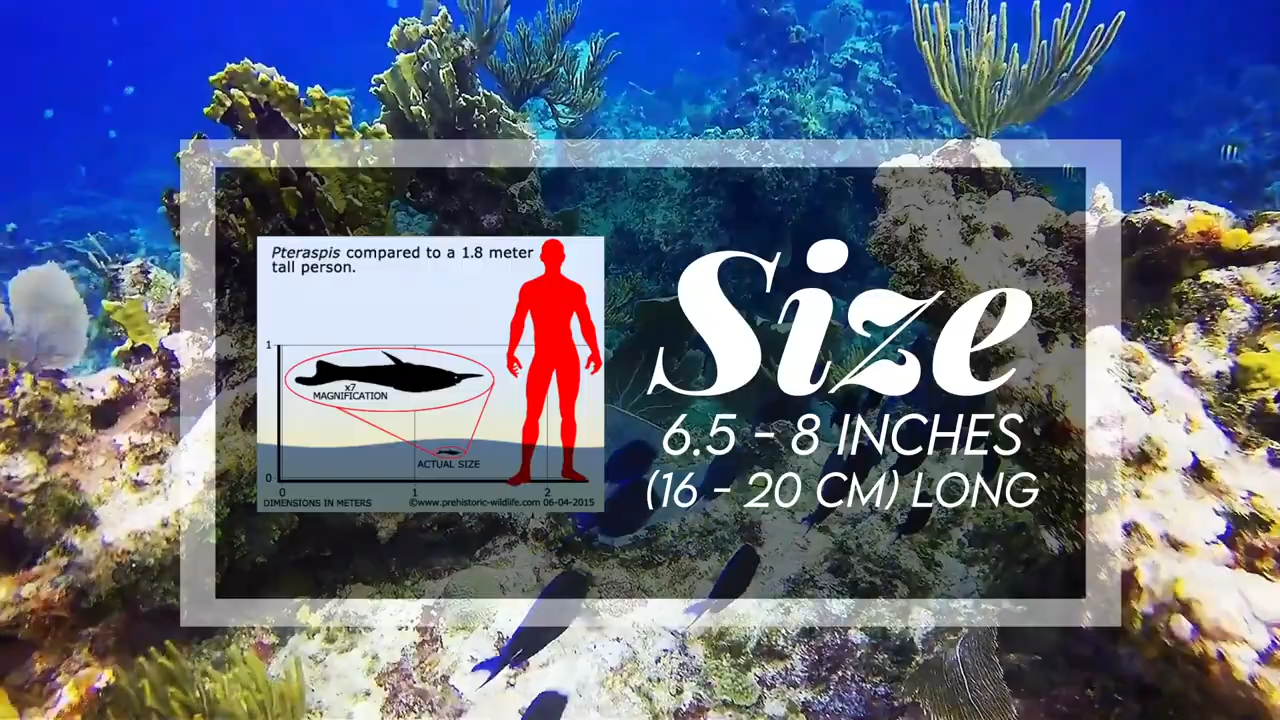 Pteraspis compared to a 1.8 meter
tall person.
1
x7
MAGNIFICATION
ACTUAL SIZE
0
0 1 2
DIMENSIONS IN METERS ©www.prehistoric-wildlife.com 06-04-2015
Size
6.5 - 8 INCHES
(16 - 20 CM) LONG